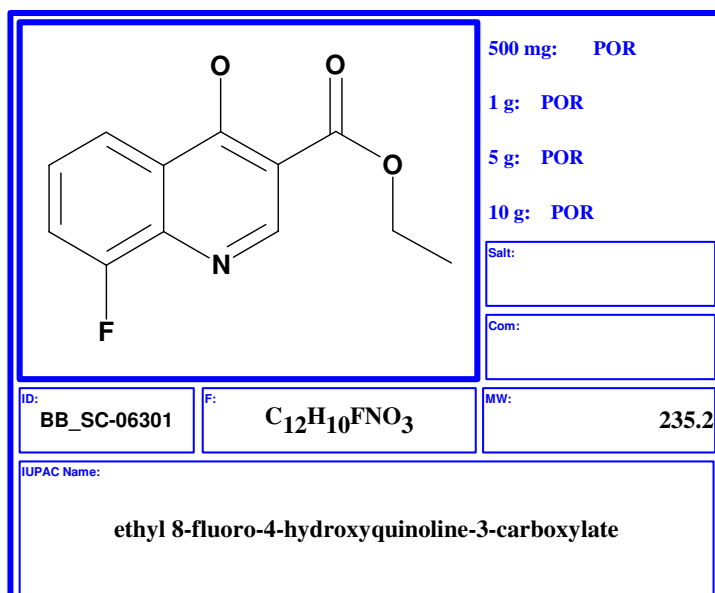 O O
O
N
F
500 mg: POR
1 g: POR
5 g: POR
10 g: POR
Salt:
Com:
ID:
BB_SC-06301
F:
C12H10FNO3
MW:
235.2
IUPAC Name:
ethyl 8-fluoro-4-hydroxyquinoline-3-carboxylate